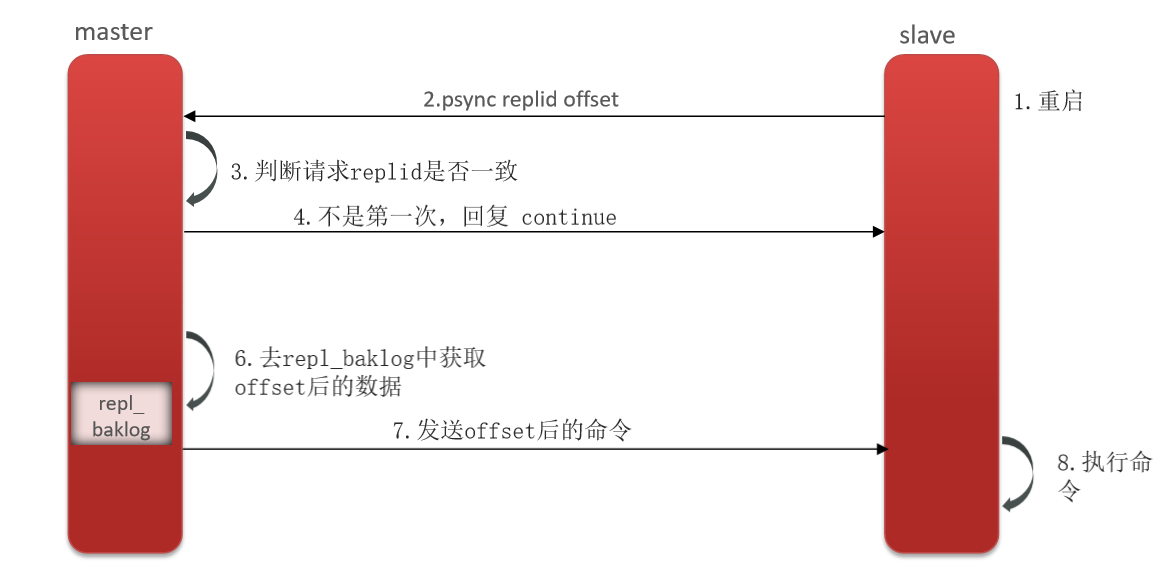 master
slave
2.psync replid offset
1.重启
3.判断请求replid是否一致
4.不是第一次，回复 continue
6.去repl_baklog中获取
offset后的数据
repl_
baklog
7.发送offset后的命令
8.执行命
令